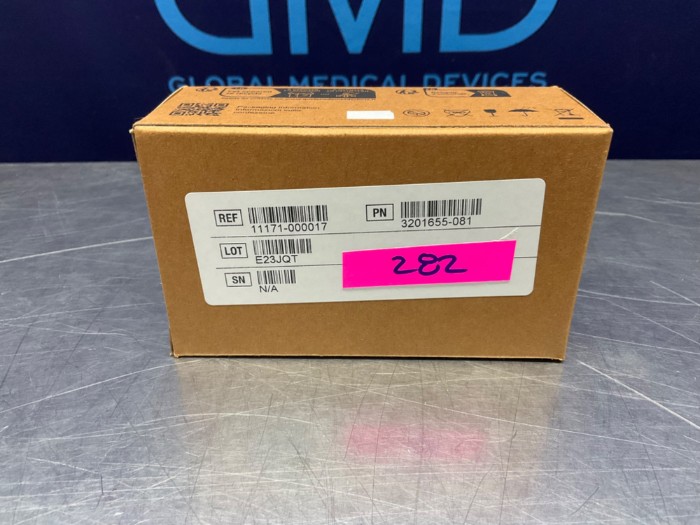 GMD
GLOBAL MEDICAL DEVICES
REF
11171-000017
PN
3201655-081
LOT
E23JQT
282
SN
N/A